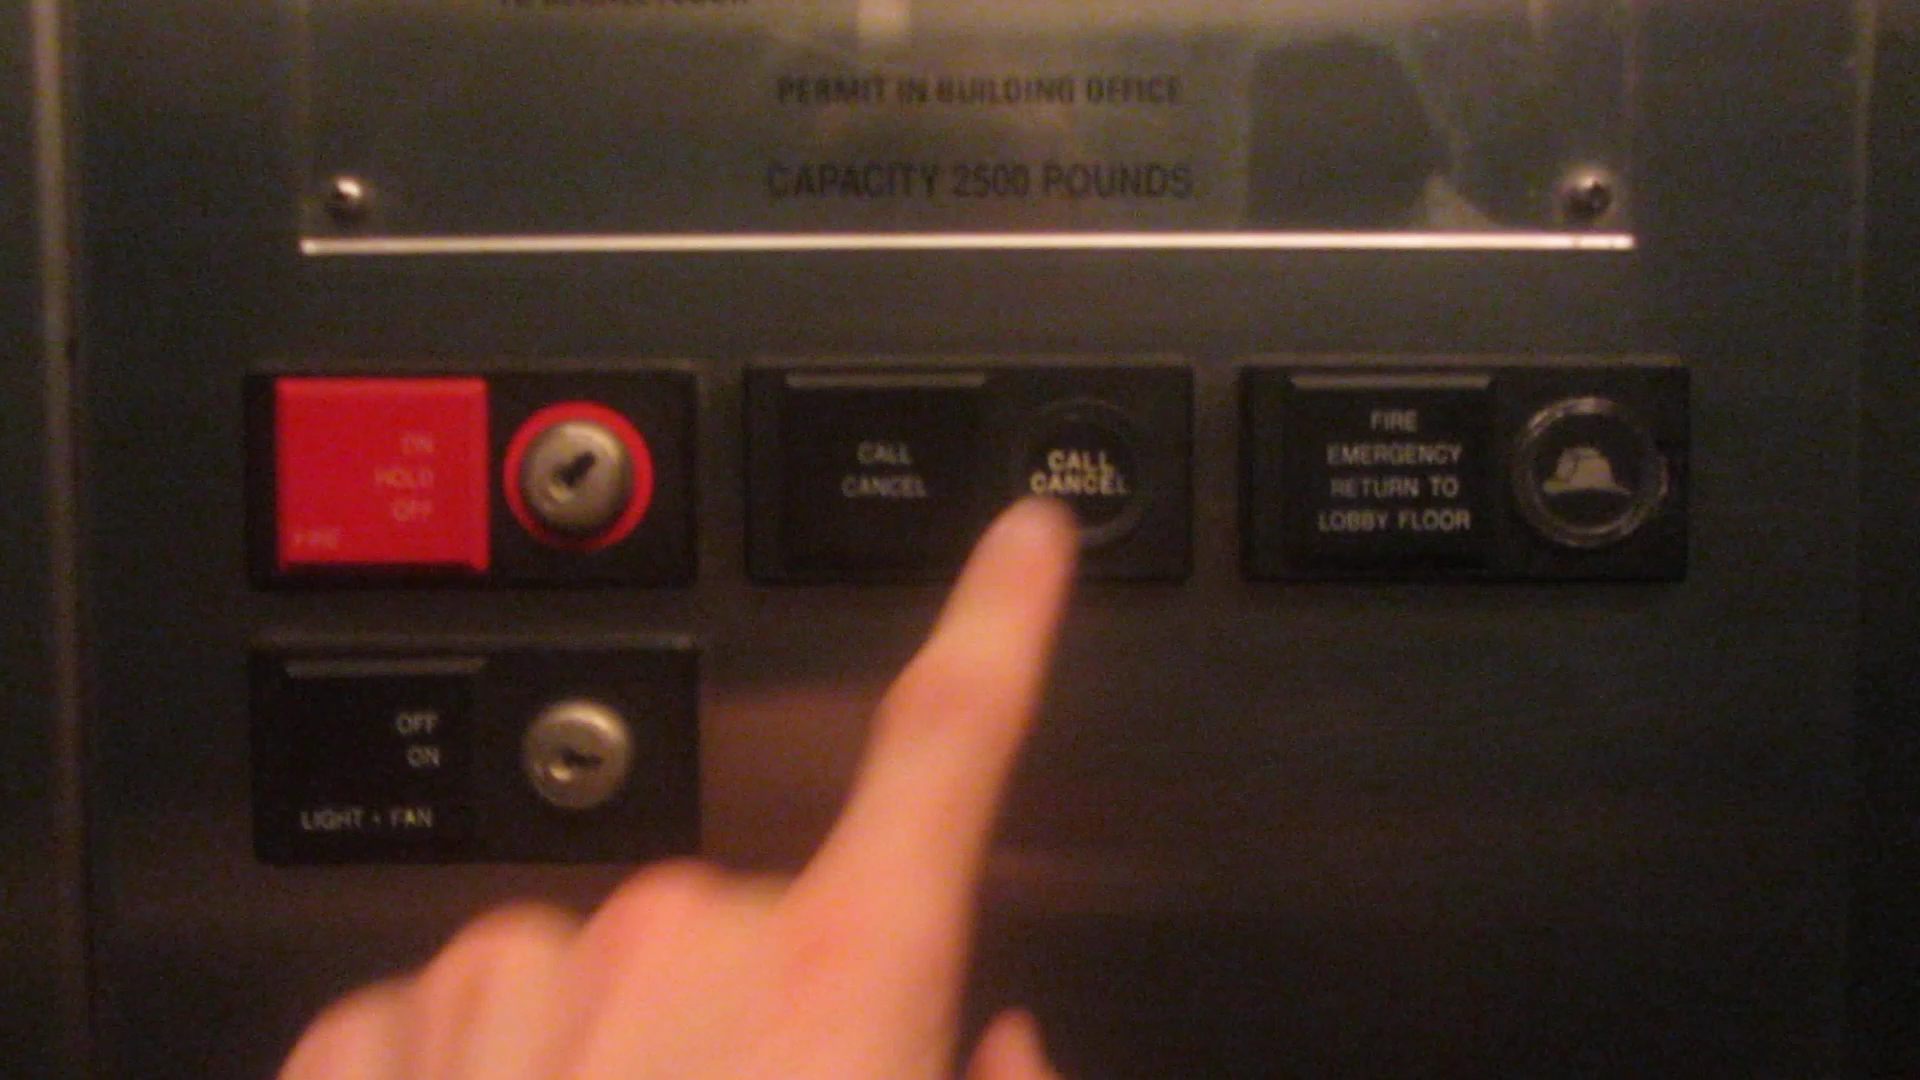 PERMIT IN BUILDING OFFICE
CAPACITY 2500 POUNDS
ON
HOLD
OFF
FIRE
CALL
CANCEL
CALL
CANCEL
FIRE
EMERGENCY
RETURN TO
LOBBY FLOOR
OFF
ON
LIGHT • FAN